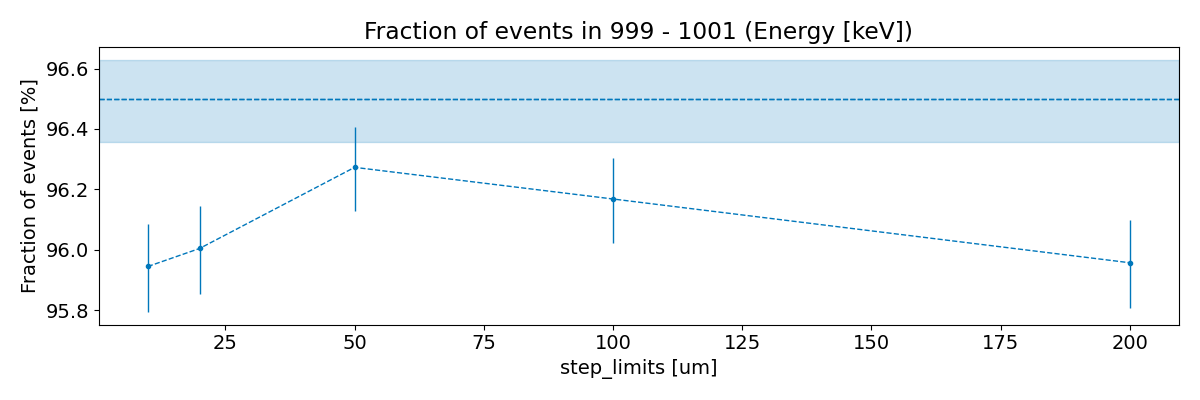 Fraction of events in 999 - 1001 (Energy [keV])
Fraction of events [%]
96.6
96.4
96.2
96.0
95.8
25 50 75 100 125 150 175 200
step_limits [um]